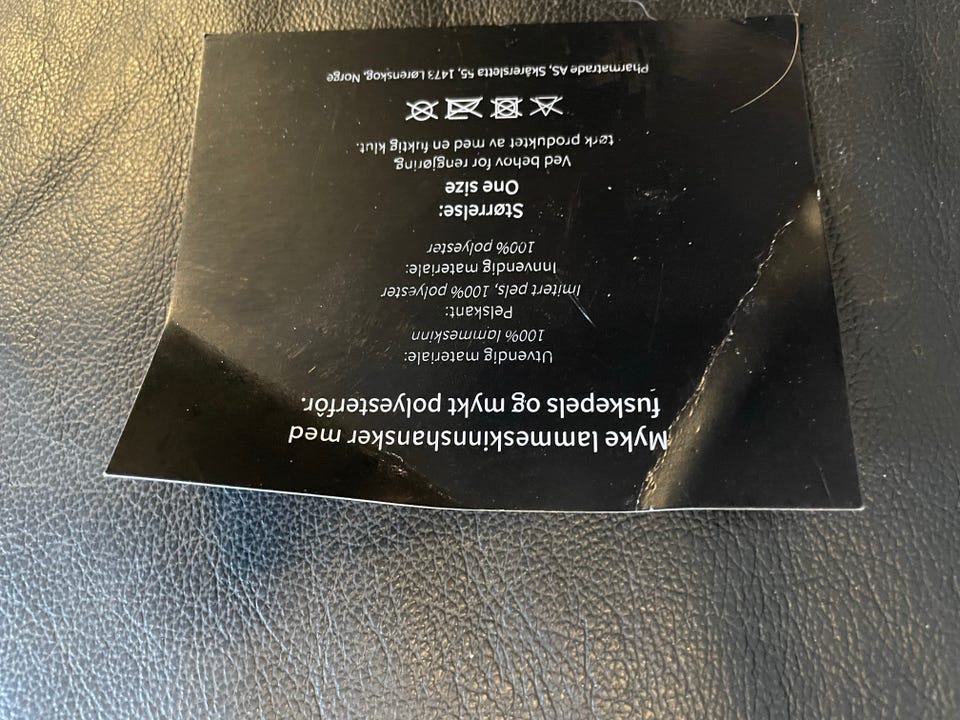 Myke lammeskinnshansker med
fuskepels og mykt polyesterfôr.
Utvendig materiale:
100% lammeskinn
Pelskant:
Imitert pels, 100% polyester
Innvendig materiale:
100% polyester
Størrelse:
One size
Ved behov for rengjøring,
tørk produktet av med en fuktig klut.
Pharmatrade AS, Skårersletta 55, 1473 Lørenskog, Norge